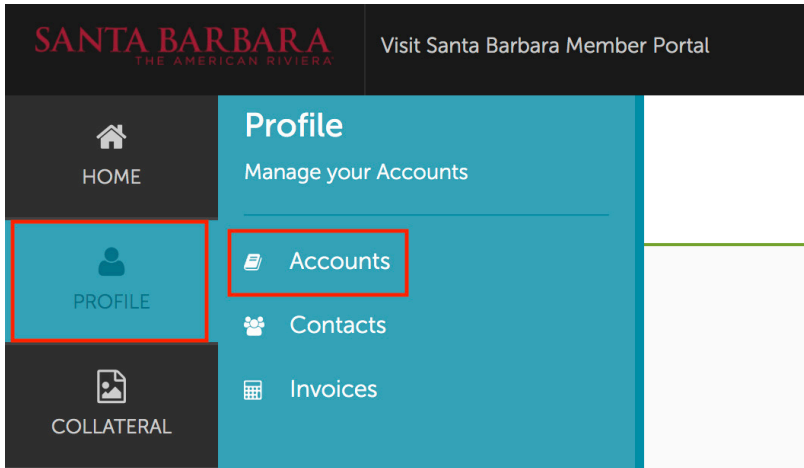 SANTA BARBARA
THE AMERICAN RIVIERA
Visit Santa Barbara Member Portal
HOME
PROFILE
COLLATERAL
Profile
Manage your Accounts
Accounts
Contacts
Invoices